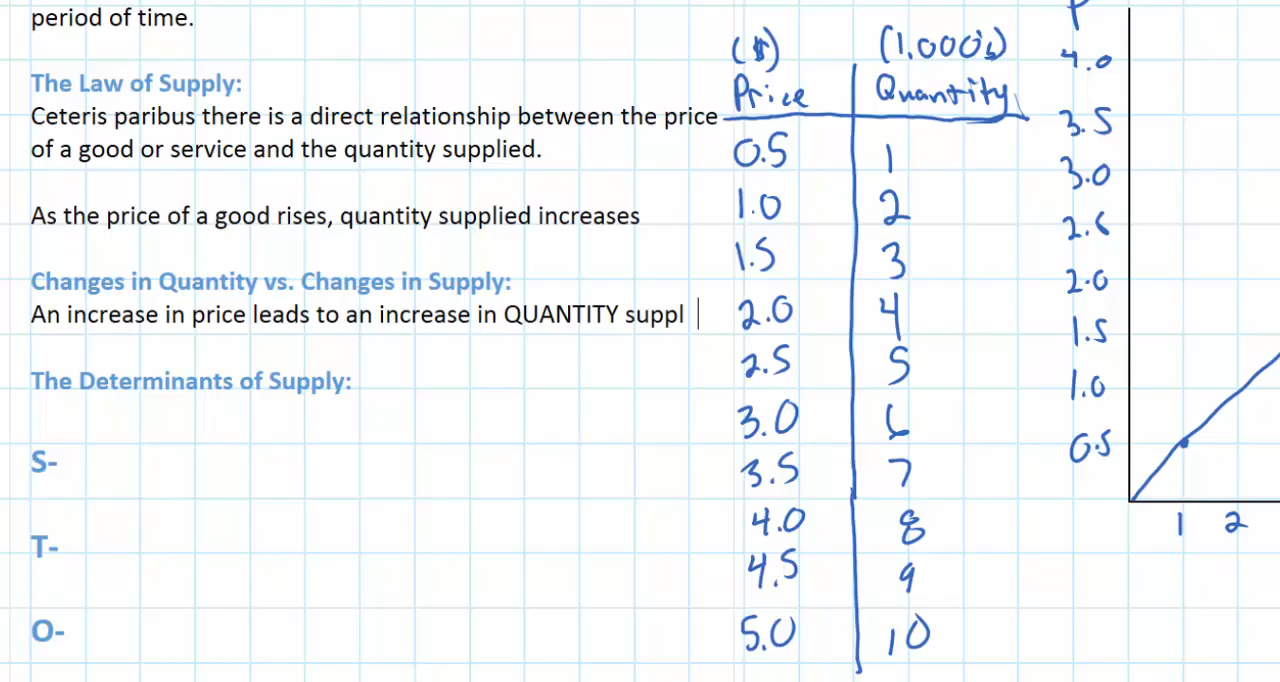 period of time.
The Law of Supply:
Ceteris paribus there is a direct relationship between the price
of a good or service and the quantity supplied.
As the price of a good rises, quantity supplied increases
Changes in Quantity vs. Changes in Supply:
An increase in price leads to an increase in QUANTITY suppl
The Determinants of Supply:
S-
T-
O-
($) (1,000's)
Price Quantity
0.5 1
1.0 2
1.5 3
2.0 4
2.5 5
3.0 6
3.5 7
4.0 8
4.5 9
5.0 10
P
4.0
3.5
3.0
2.0
1.5
1.0
0.5
1 2